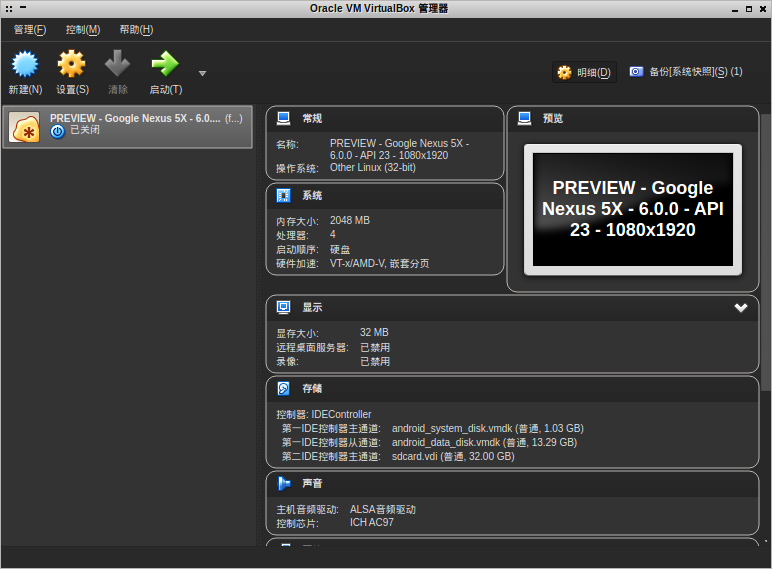 Oracle VM VirtualBox 管理器
管理(F) 控制(M) 帮助(H)
新建(N) 设置(S) 清除 启动(T) 明细(D) 备份[系统快照](S) (1)
PREVIEW - Google Nexus 5X - 6.0.... (f...)
已关闭
常规
名称: PREVIEW - Google Nexus 5X -
6.0.0 - API 23 - 1080x1920
操作系统: Other Linux (32-bit)
系统
内存大小: 2048 MB
处理器: 4
启动顺序: 硬盘
硬件加速: VT-x/AMD-V, 嵌套分页
预览
PREVIEW - Google
Nexus 5X - 6.0.0 - API
23 - 1080x1920
显示
显存大小: 32 MB
远程桌面服务器: 已禁用
录像: 已禁用
存储
控制器: IDEController
第一IDE控制器主通道: android_system_disk.vmdk (普通, 1.03 GB)
第一IDE控制器从通道: android_data_disk.vmdk (普通, 13.29 GB)
第二IDE控制器主通道: sdcard.vdi (普通, 32.00 GB)
声音
主机音频驱动: ALSA音频驱动
控制芯片: ICH AC97